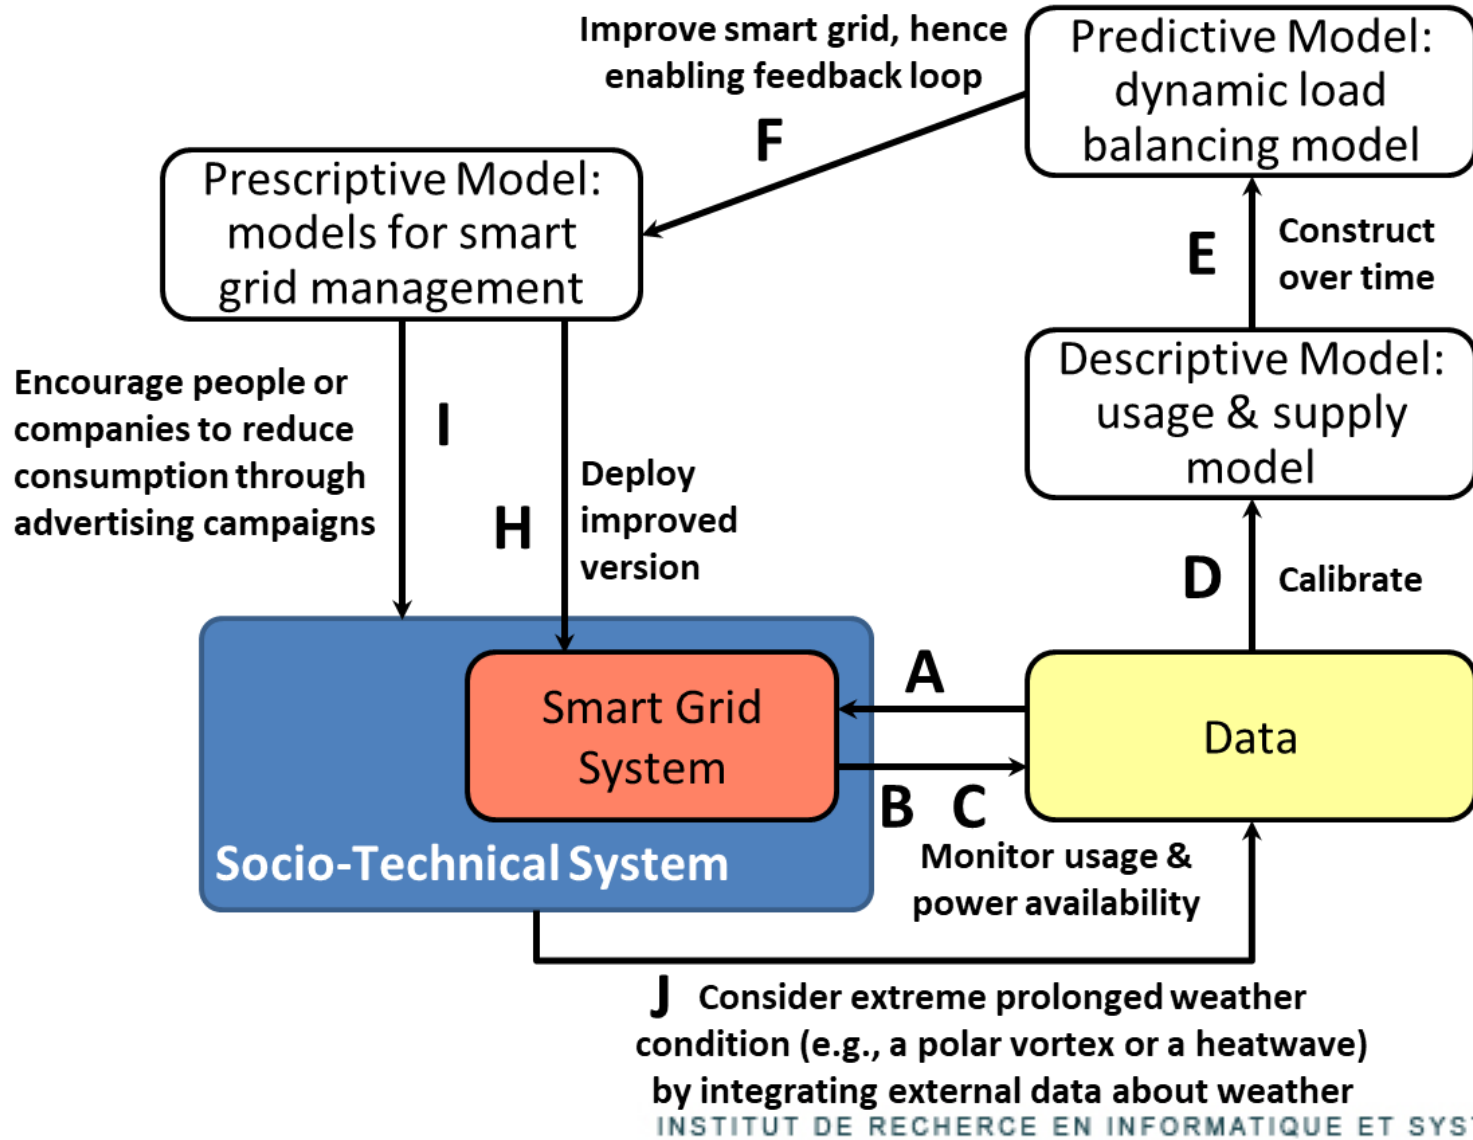 Improve smart grid, hence
enabling feedback loop
F
Predictive Model:
dynamic load
balancing model
Prescriptive Model:
models for smart
grid management
E
Construct
over time
Descriptive Model:
usage & supply
model
Encourage people or
companies to reduce
consumption through
advertising campaigns
I
H
Deploy
improved
version
D
Calibrate
A
Smart Grid
System
Data
B C
Socio-Technical System
Monitor usage &
power availability
J Consider extreme prolonged weather
condition (e.g., a polar vortex or a heatwave)
by integrating external data about weather
INSTITUT DE RECHERCE EN INFORMATIQUE ET SYST